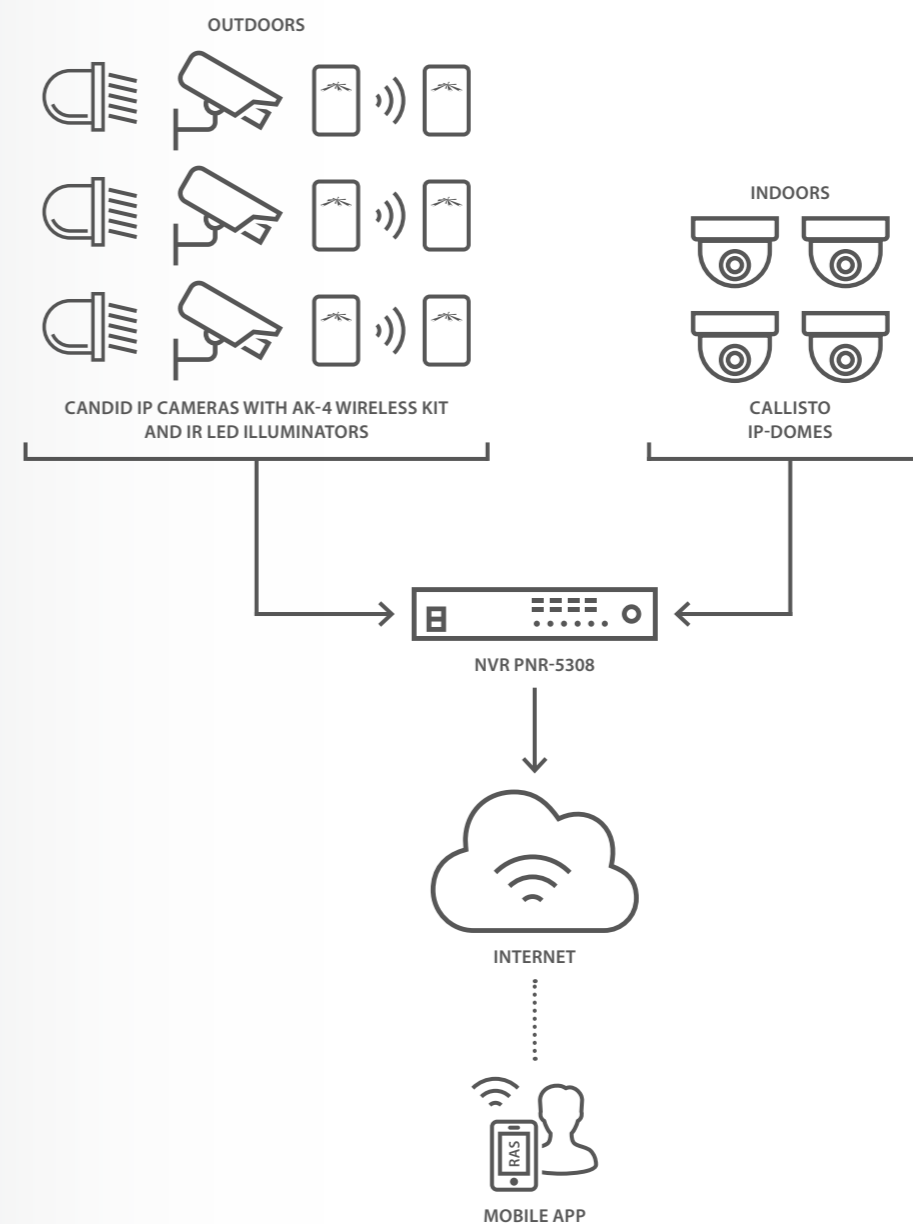 OUTDOORS
INDOORS
CANDID IP CAMERAS WITH AK-4 WIRELESS KIT
AND IR LED ILLUMINATORS
CALLISTO
IP-DOMES
NVR PNR-5308
INTERNET
RAS
MOBILE APP